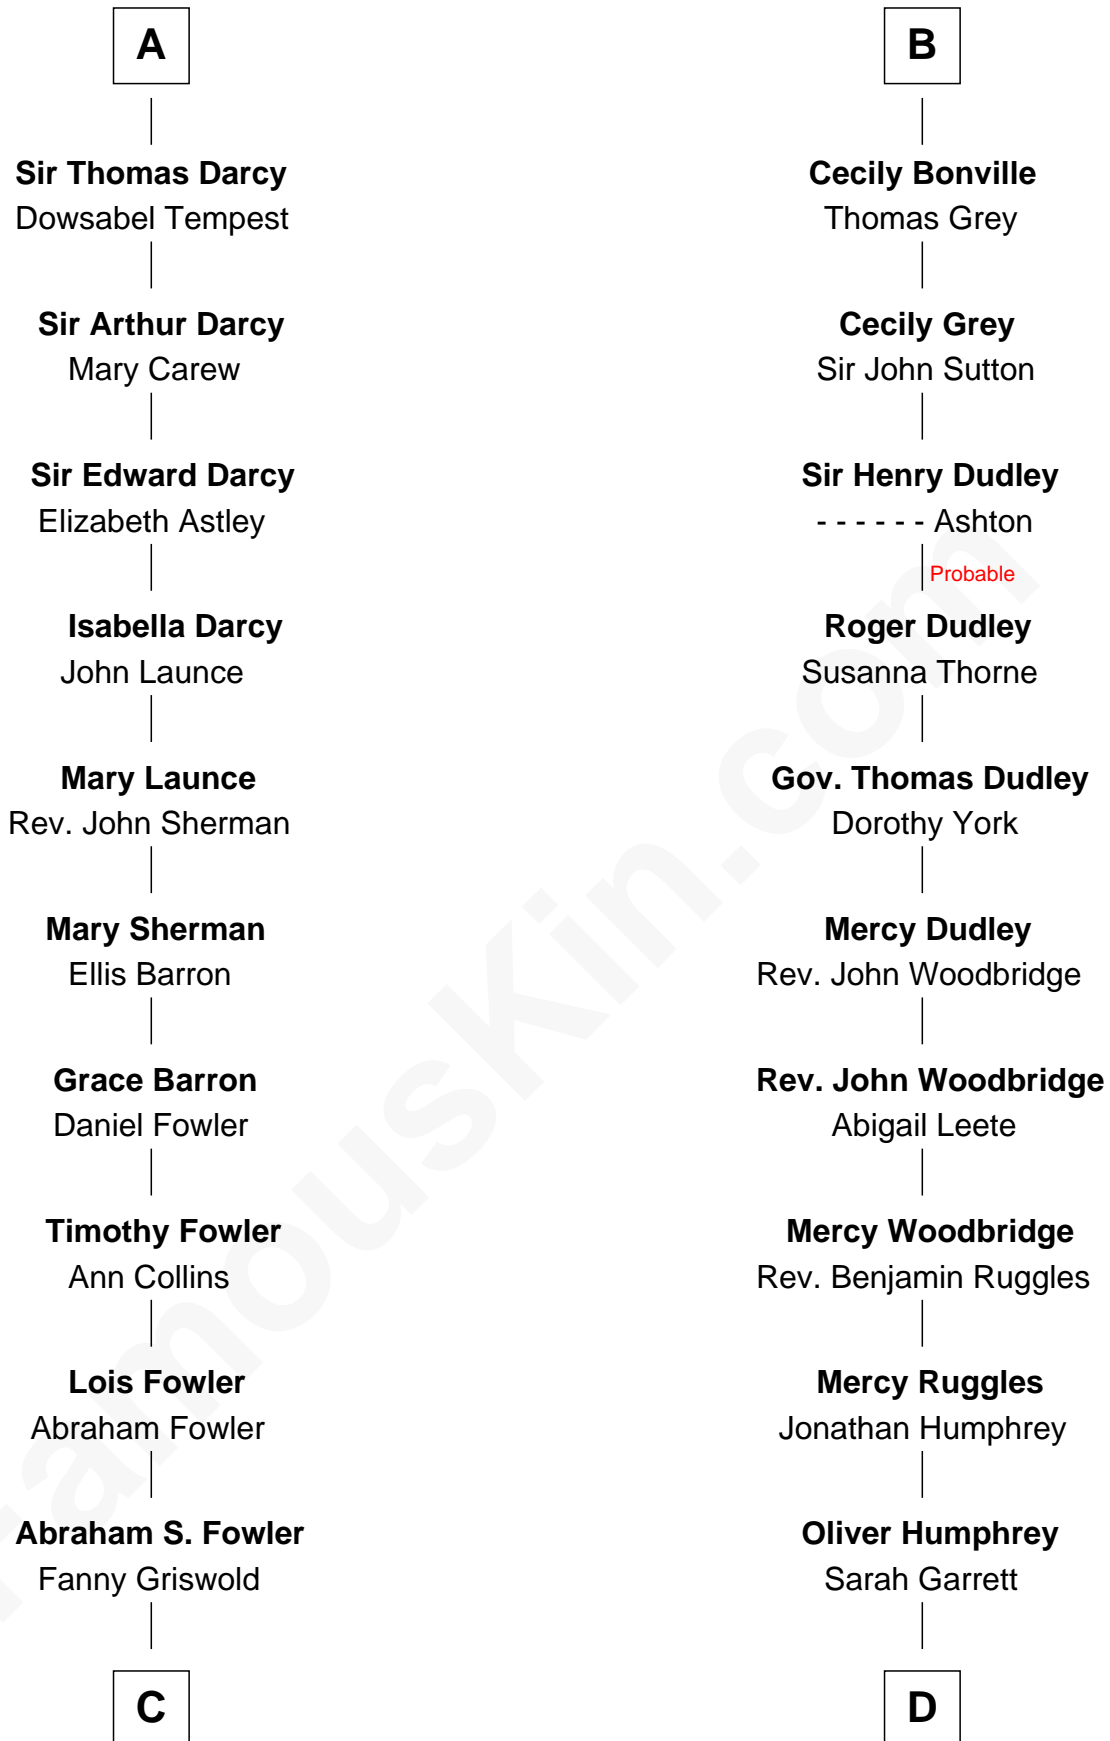 A
Sir Thomas Darcy
Dowsabel Tempest
Sir Arthur Darcy
Mary Carew
Sir Edward Darcy
Elizabeth Astley
Isabella Darcy
John Launce
Mary Launce
Rev. John Sherman
Mary Sherman
Ellis Barron
Grace Barron
Daniel Fowler
Timothy Fowler
Ann Collins
Lois Fowler
Abraham Fowler
Abraham S. Fowler
Fanny Griswold
C
B
Cecily Bonville
Thomas Grey
Cecily Grey
Sir John Sutton
Sir Henry Dudley
- - - - - - Ashton
Probable
Roger Dudley
Susanna Thorne
Gov. Thomas Dudley
Dorothy York
Mercy Dudley
Rev. John Woodbridge
Rev. John Woodbridge
Abigail Leete
Mercy Woodbridge
Rev. Benjamin Ruggles
Mercy Ruggles
Jonathan Humphrey
Oliver Humphrey
Sarah Garrett
D
FamousKin.com